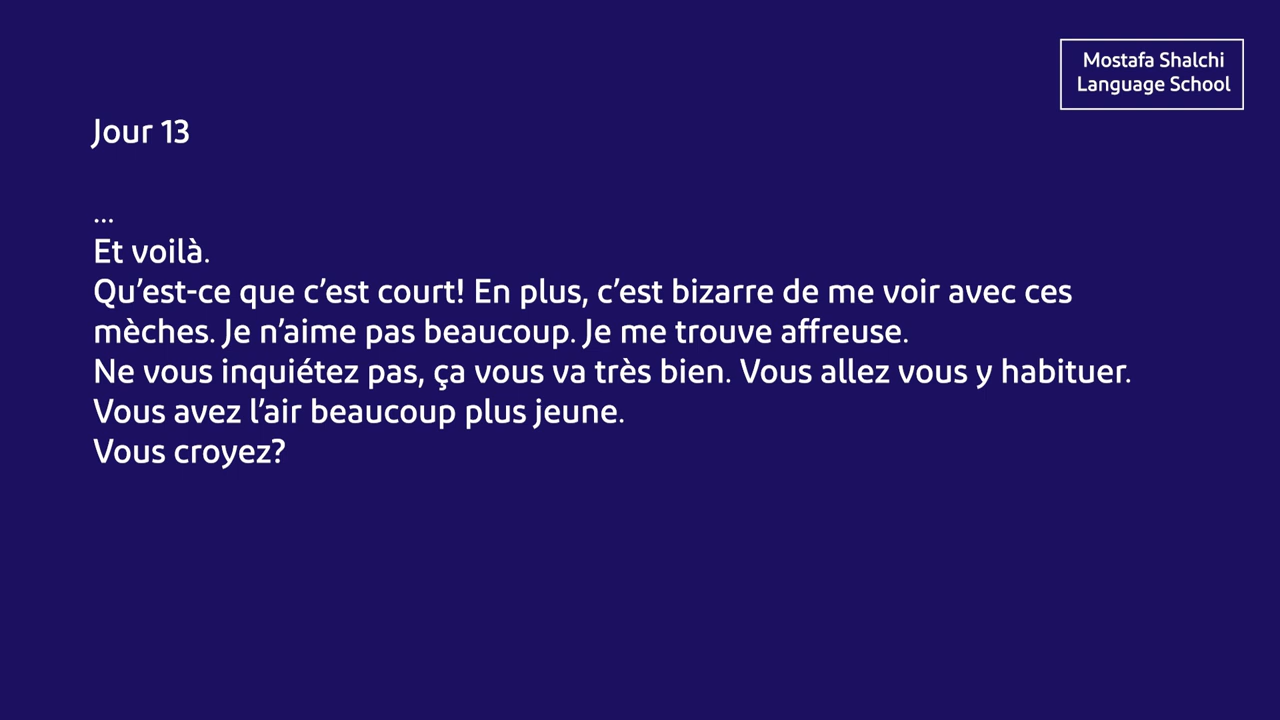 Mostafa Shalchi
Language School
Jour 13
...
Et voilà.
Qu’est-ce que c’est court! En plus, c’est bizarre de me voir avec ces
mèches. Je n’aime pas beaucoup. Je me trouve affreuse.
Ne vous inquiétez pas, ça vous va très bien. Vous allez vous y habituer.
Vous avez l’air beaucoup plus jeune.
Vous croyez?